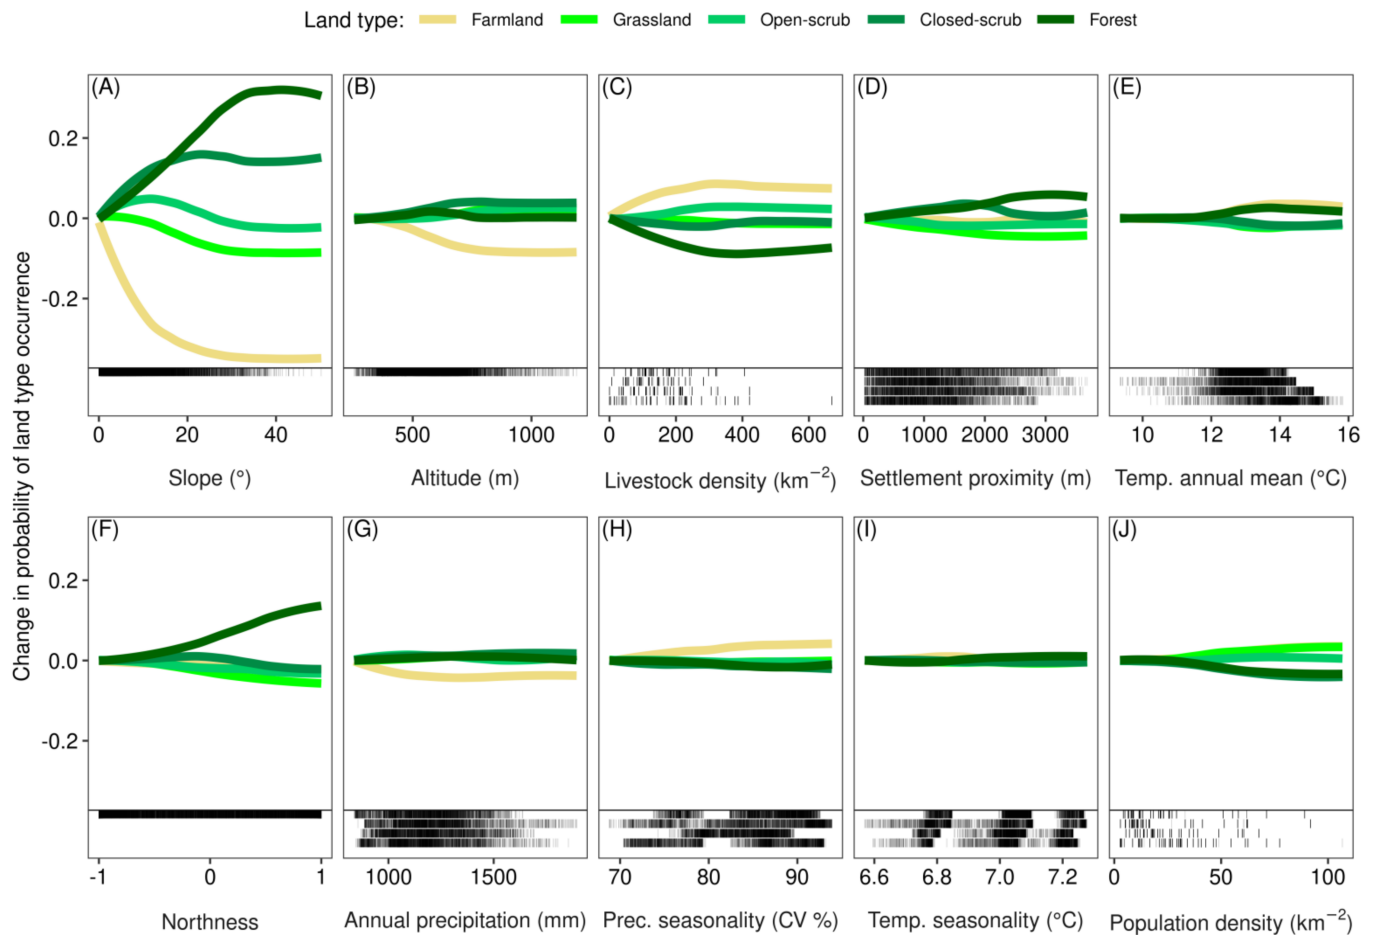 Land type: Farmland Grassland Open-scrub Closed-scrub Forest
Change in probability of land type occurrence
(A) (B) (C) (D) (E)
0.2
0.0
-0.2
0 20 40 500 1000 0 200 400 600 0 1000 2000 3000 10 12 14 16
Slope (°) Altitude (m) Livestock density (km⁻²) Settlement proximity (m) Temp. annual mean (°C)
(F) (G) (H) (I) (J)
0.2
0.0
-0.2
-1 0 1 1000 1500 70 80 90 6.6 6.8 7.0 7.2 0 50 100
Northness Annual precipitation (mm) Prec. seasonality (CV %) Temp. seasonality (°C) Population density (km⁻²)